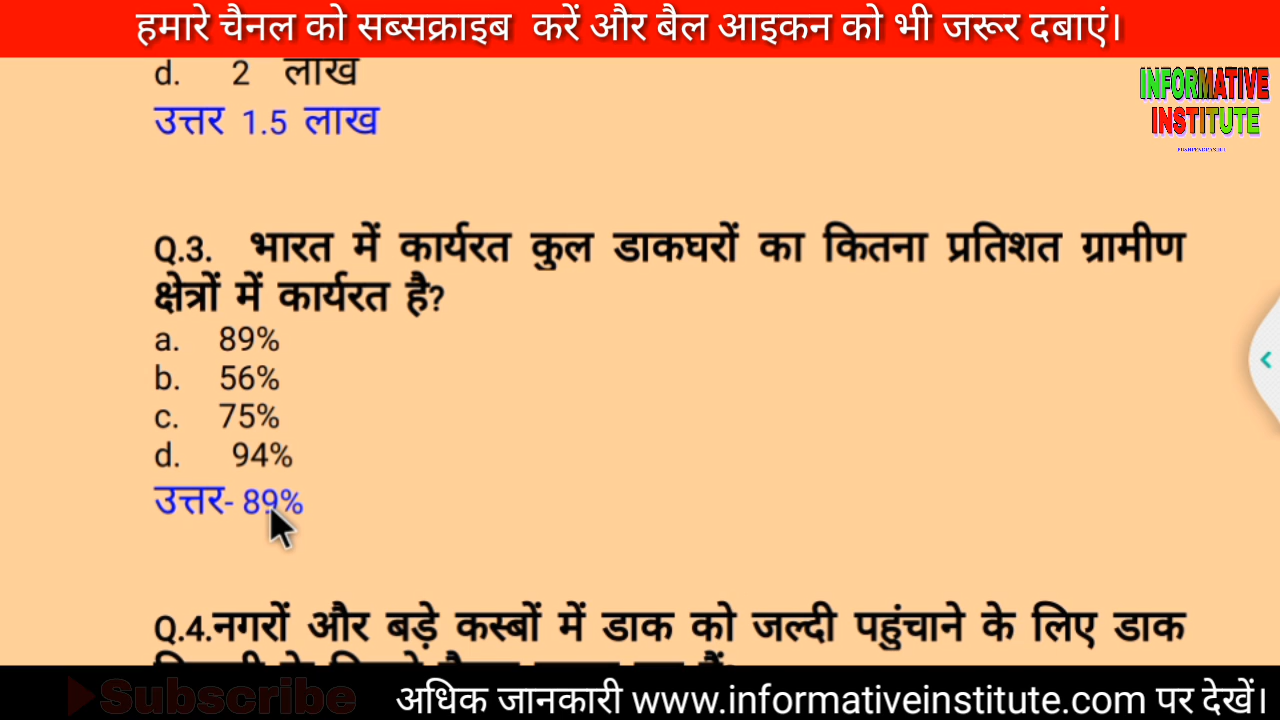 हमारे चैनल को सब्सक्राइब करें और बैल आइकन को भी जरूर दबाएं।
INFORMATIVE
INSTITUTE
d. 2 लाख
उत्तर 1.5 लाख
Q.3. भारत में कार्यरत कुल डाकघरों का कितना प्रतिशत ग्रामीण
क्षेत्रों में कार्यरत है?
a. 89%
b. 56%
c. 75%
d. 94%
उत्तर- 89%
Q.4.नगरों और बड़े कस्बों में डाक को जल्दी पहुंचाने के लिए डाक
Subscribe
अधिक जानकारी www.informativeinstitute.com पर देखें।